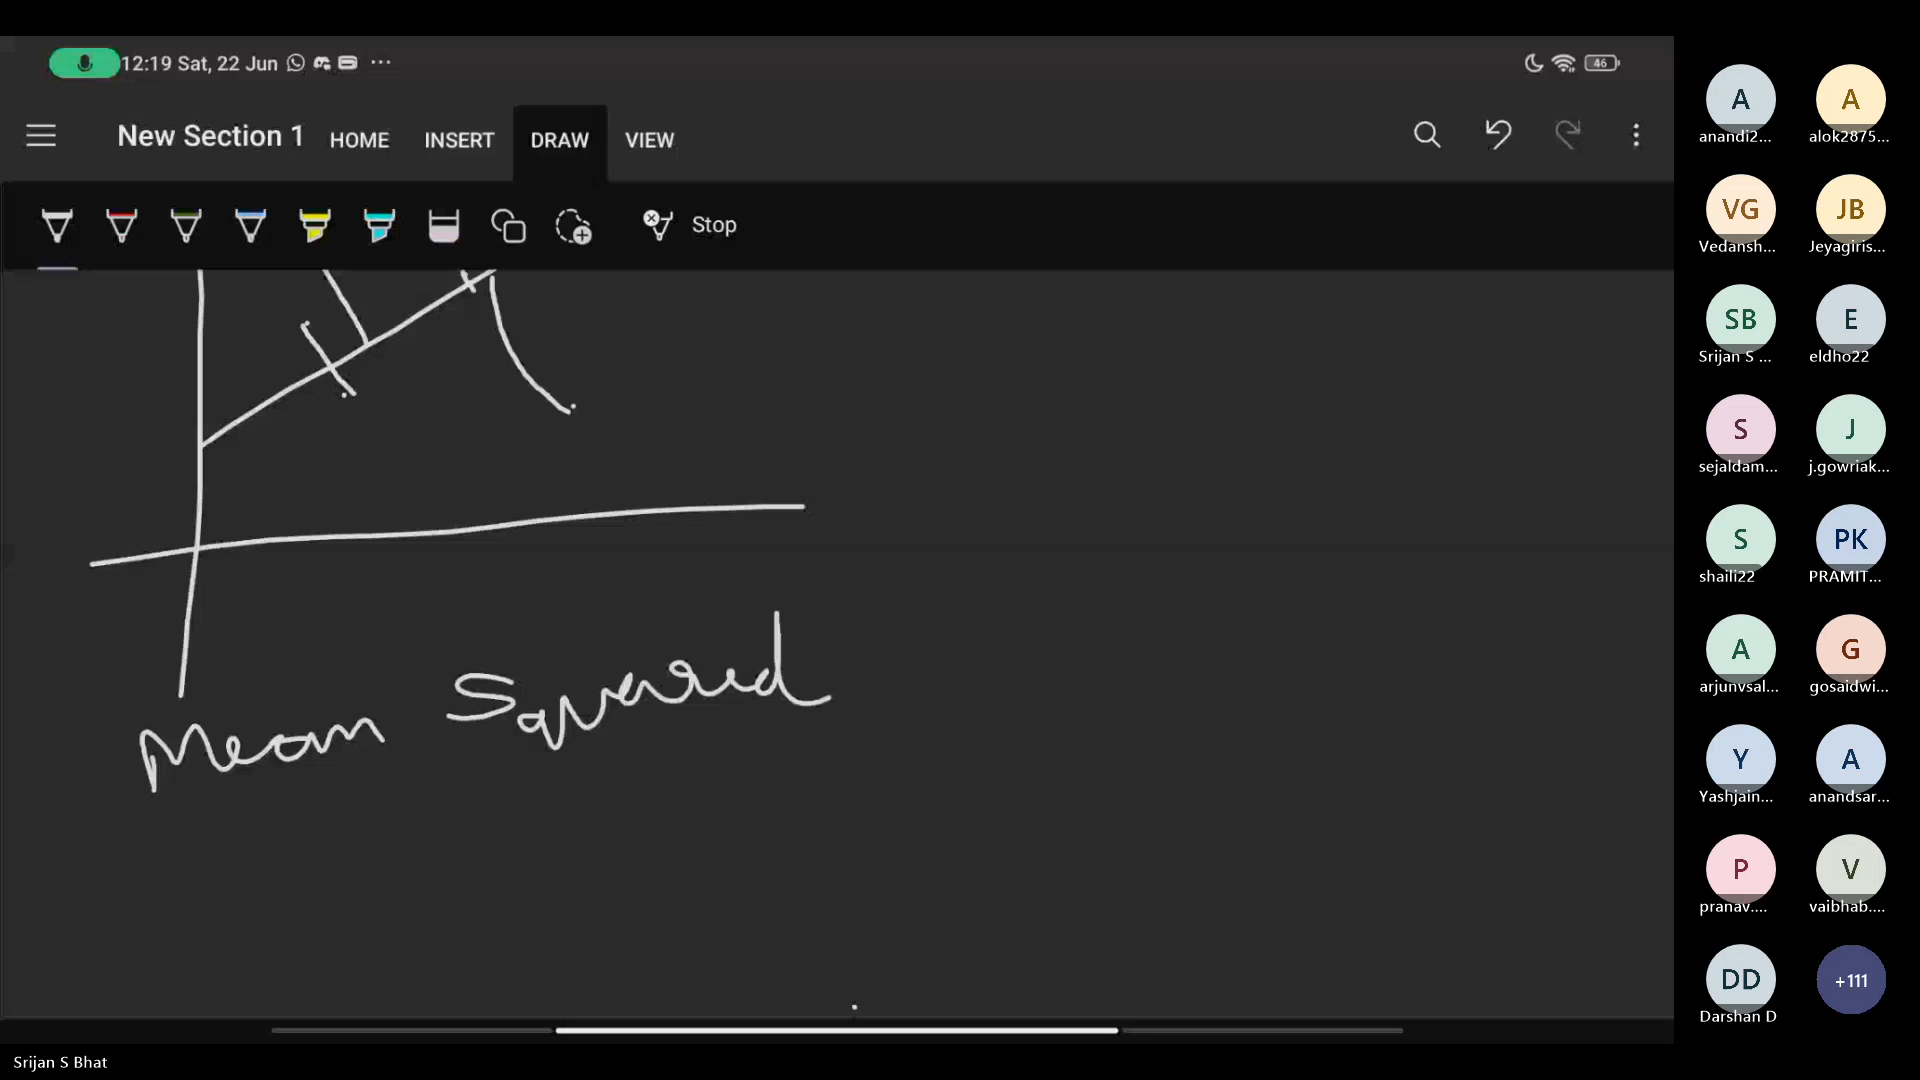 12:19 Sat, 22 Jun ...
46
New Section 1 HOME INSERT DRAW VIEW
Stop
Mean Squared
A A
anandi2... alok2875...
VG JB
Vedansh... Jeyagiris...
SB E
Srijan S ... eldho22
S J
sejaldam... j.gowriak...
S PK
shaili22 PRAMIT...
A G
arjunvsal... gosaidwi...
Y A
Yashjain... anandsar...
P V
pranav.... vaibhab....
DD +111
Darshan D
Srijan S Bhat